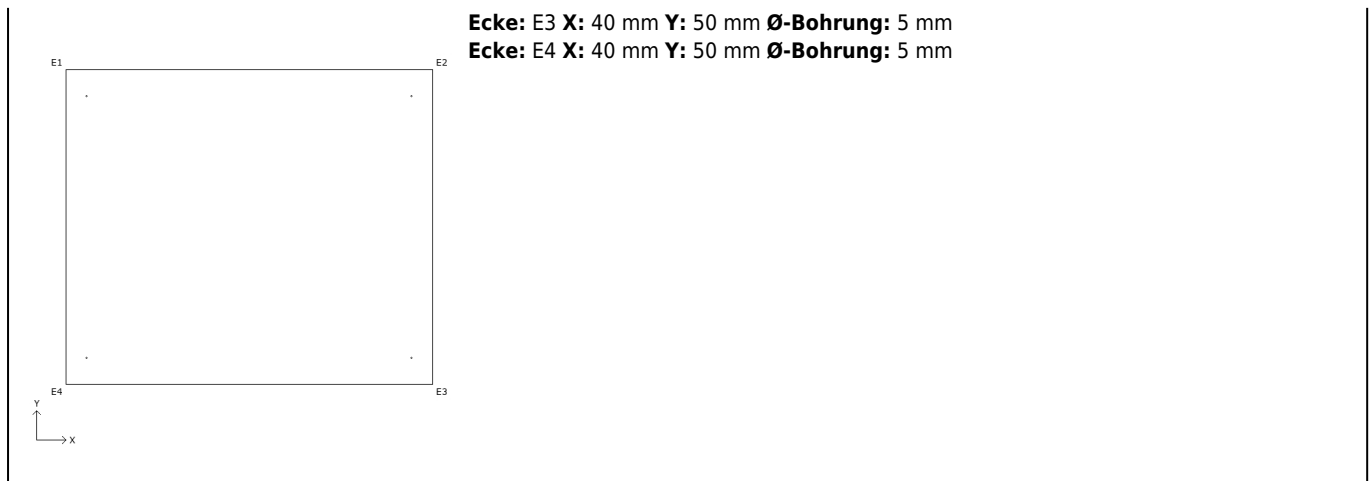 Ecke: E3 X: 40 mm Y: 50 mm Ø-Bohrung: 5 mm
Ecke: E4 X: 40 mm Y: 50 mm Ø-Bohrung: 5 mm
E1 E2
E4 E3
Y
X